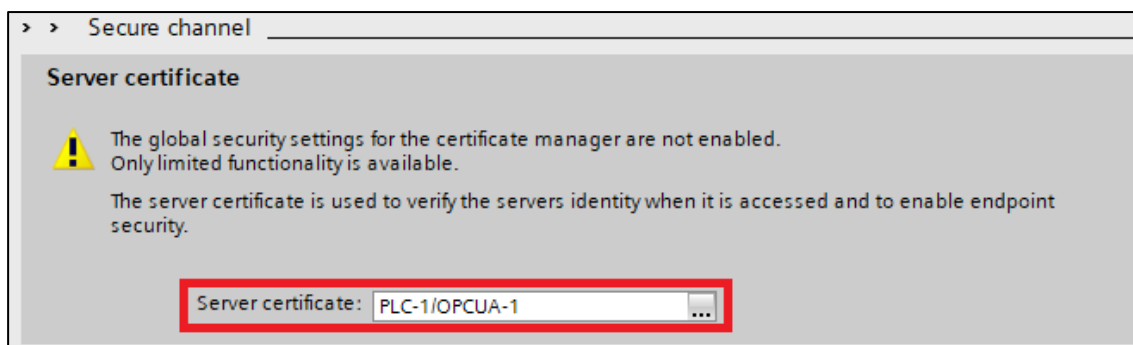 > > Secure channel
Server certificate
The global security settings for the certificate manager are not enabled.
Only limited functionality is available.
The server certificate is used to verify the servers identity when it is accessed and to enable endpoint
security.
Server certificate: PLC-1/OPCUA-1 ...